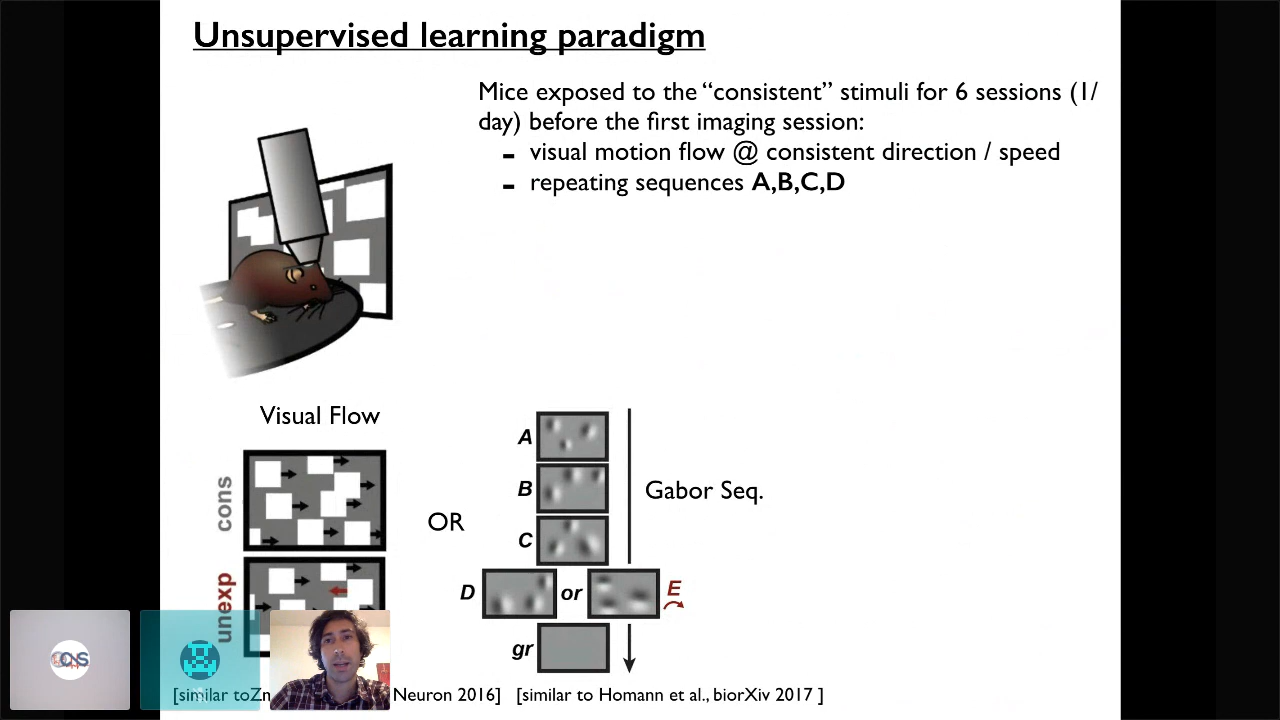 Unsupervised learning paradigm
Mice exposed to the “consistent” stimuli for 6 sessions (1/
day) before the first imaging session:
- visual motion flow @ consistent direction / speed
- repeating sequences A,B,C,D
Visual Flow
cons
unexp
OR
A
B
C
D
or
E
gr
Gabor Seq.
[similar to Neuron 2016]
[similar to Homann et al., biorXiv 2017 ]